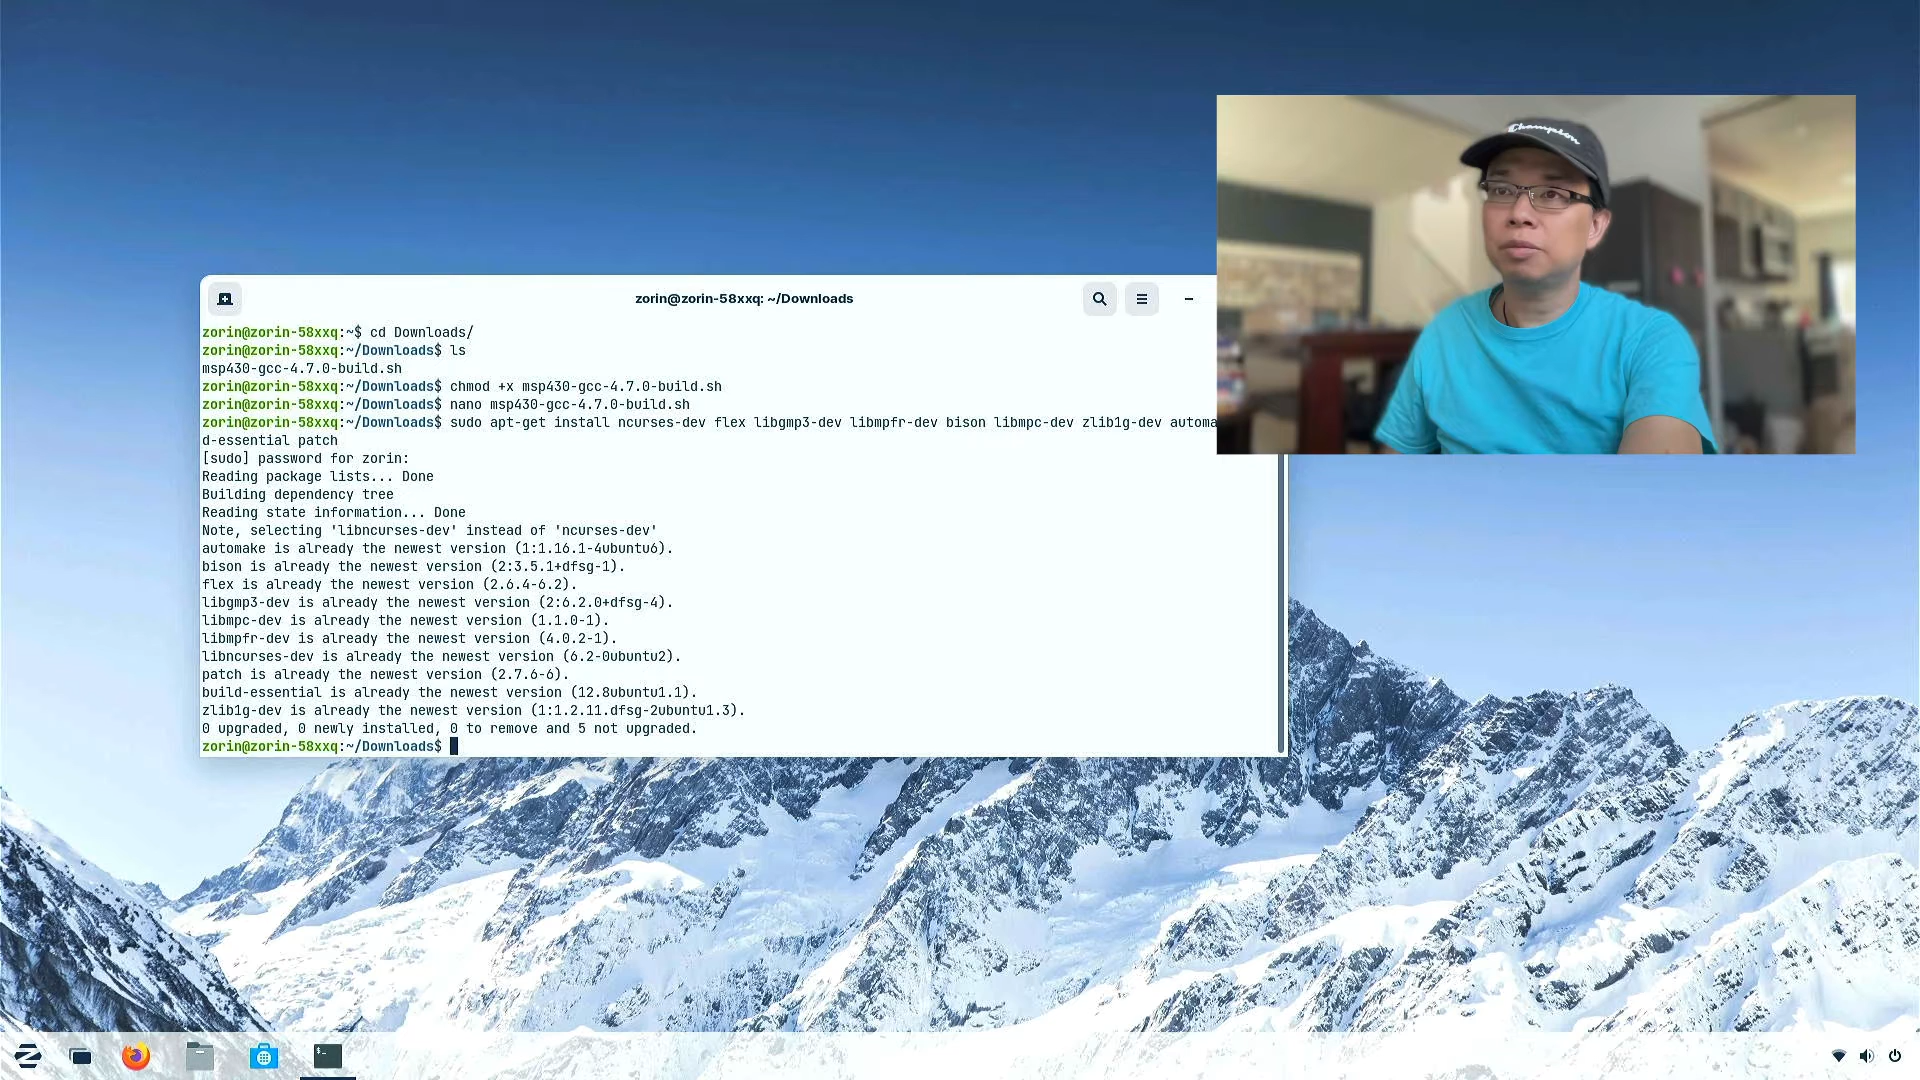 Champion
zorin@zorin-58xxq: ~/Downloads
zorin@zorin-58xxq:~$ cd Downloads/
zorin@zorin-58xxq:~/Downloads$ ls
msp430-gcc-4.7.0-build.sh
zorin@zorin-58xxq:~/Downloads$ chmod +x msp430-gcc-4.7.0-build.sh
zorin@zorin-58xxq:~/Downloads$ nano msp430-gcc-4.7.0-build.sh
zorin@zorin-58xxq:~/Downloads$ sudo apt-get install ncurses-dev flex libgmp3-dev libmpfr-dev bison libmpc-dev zlib1g-dev automa
d-essential patch
[sudo] password for zorin:
Reading package lists... Done
Building dependency tree
Reading state information... Done
Note, selecting 'libncurses-dev' instead of 'ncurses-dev'
automake is already the newest version (1:1.16.1-4ubuntu6).
bison is already the newest version (2:3.5.1+dfsg-1).
flex is already the newest version (2.6.4-6.2).
libgmp3-dev is already the newest version (2:6.2.0+dfsg-4).
libmpc-dev is already the newest version (1.1.0-1).
libmpfr-dev is already the newest version (4.0.2-1).
libncurses-dev is already the newest version (6.2-0ubuntu2).
patch is already the newest version (2.7.6-6).
build-essential is already the newest version (12.8ubuntu1.1).
zlib1g-dev is already the newest version (1:1.2.11.dfsg-2ubuntu1.3).
0 upgraded, 0 newly installed, 0 to remove and 5 not upgraded.
zorin@zorin-58xxq:~/Downloads$